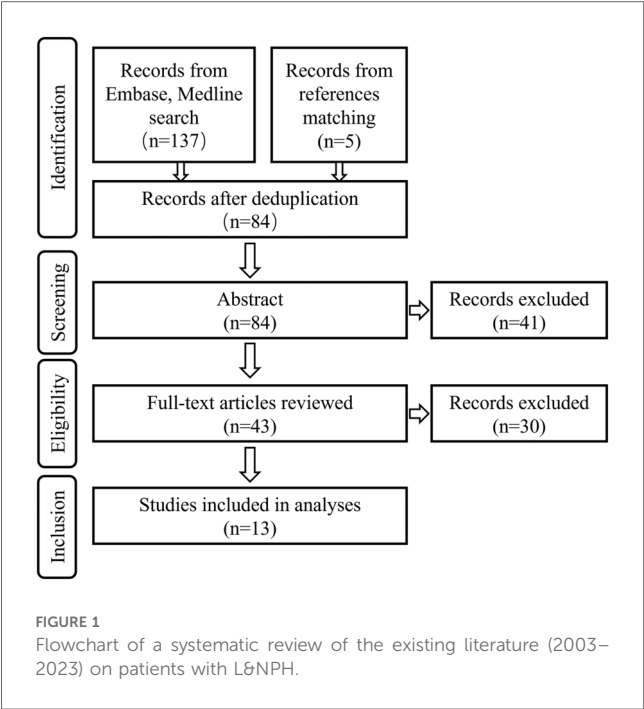 Identification
Records from
Embase, Medline
search
(n=137)
Records from
references
matching
(n=5)
Records after deduplication
(n=84)
Screening
Abstract
(n=84)
Records excluded
(n=41)
Eligibility
Full-text articles reviewed
(n=43)
Records excluded
(n=30)
Inclusion
Studies included in analyses
(n=13)
FIGURE 1
Flowchart of a systematic review of the existing literature (2003–
2023) on patients with L&NPH.